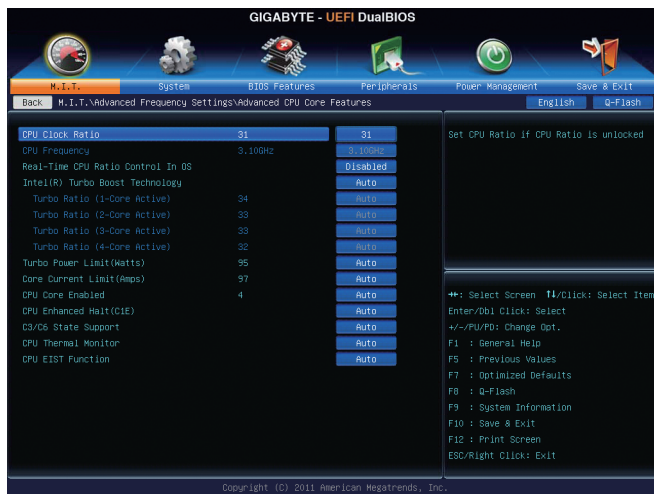 GIGABYTE - UEFI DualBIOS
M.I.T. System BIOS Features Peripherals Power Management Save & Exit
Back M.I.T.\Advanced Frequency Settings\Advanced CPU Core Features English Q-Flash
CPU Clock Ratio 31 31
CPU Frequency 3.10GHz 3.10GHz
Real-Time CPU Ratio Control In OS Disabled
Intel(R) Turbo Boost Technology Auto
Turbo Ratio (1-Core Active) 34 Auto
Turbo Ratio (2-Core Active) 33 Auto
Turbo Ratio (3-Core Active) 33 Auto
Turbo Ratio (4-Core Active) 32 Auto
Turbo Power Limit(Watts) 95 Auto
Core Current Limit(Amps) 97 Auto
CPU Core Enabled 4 Auto
CPU Enhanced Halt(C1E) Auto
C3/C6 State Support Auto
CPU Thermal Monitor Auto
CPU EIST Function Auto
Set CPU Ratio if CPU Ratio is unlocked
→←: Select Screen ↑↓/Click: Select Item
Enter/Dbl Click: Select
+/-/PU/PD: Change Opt.
F1 : General Help
F5 : Previous Values
F7 : Optimized Defaults
F8 : Q-Flash
F9 : System Information
F10 : Save & Exit
F12 : Print Screen
ESC/Right Click: Exit
Copyright (C) 2011 American Megatrends, Inc.